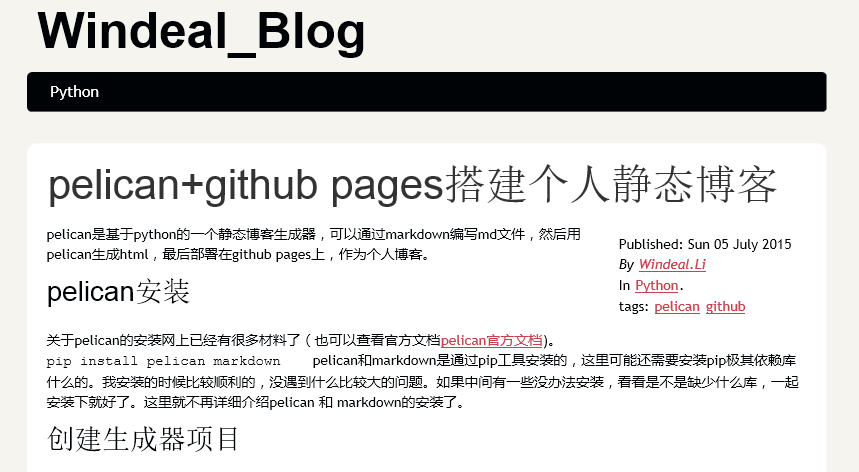 Windeal_Blog
Python
pelican+github pages搭建个人静态博客
pelican是基于python的一个静态博客生成器，可以通过markdown编写md文件，然后用
pelican生成html，最后部署在github pages上，作为个人博客。
Published: Sun 05 July 2015
By Windeal.Li
In Python.
tags: pelican github
pelican安装
关于pelican的安装网上已经有很多材料了（也可以查看官方文档pelican官方文档)。
pip install pelican markdown pelican和markdown是通过pip工具安装的，这里可能还需要安装pip极其依赖库
什么的。我安装的时候比较顺利的，没遇到什么比较大的问题。如果中间有一些没办法安装，看看是不是缺少什么库，一起
安装下就好了。这里就不再详细介绍pelican 和 markdown的安装了。
创建生成器项目